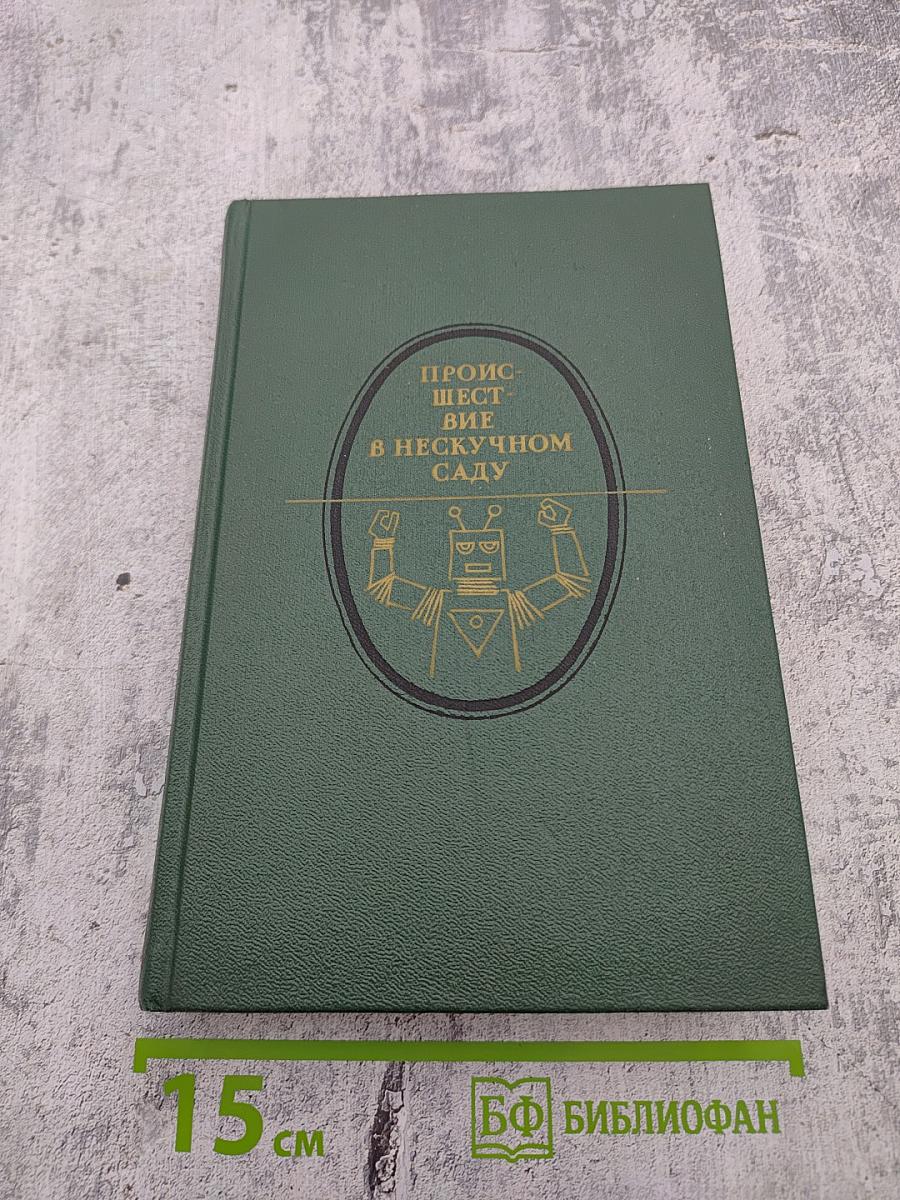 ПРОИС-
ШЕСТ-
ВИЕ
В НЕСКУЧНОМ
САДУ
15 см
БФ БИБЛИОФАН